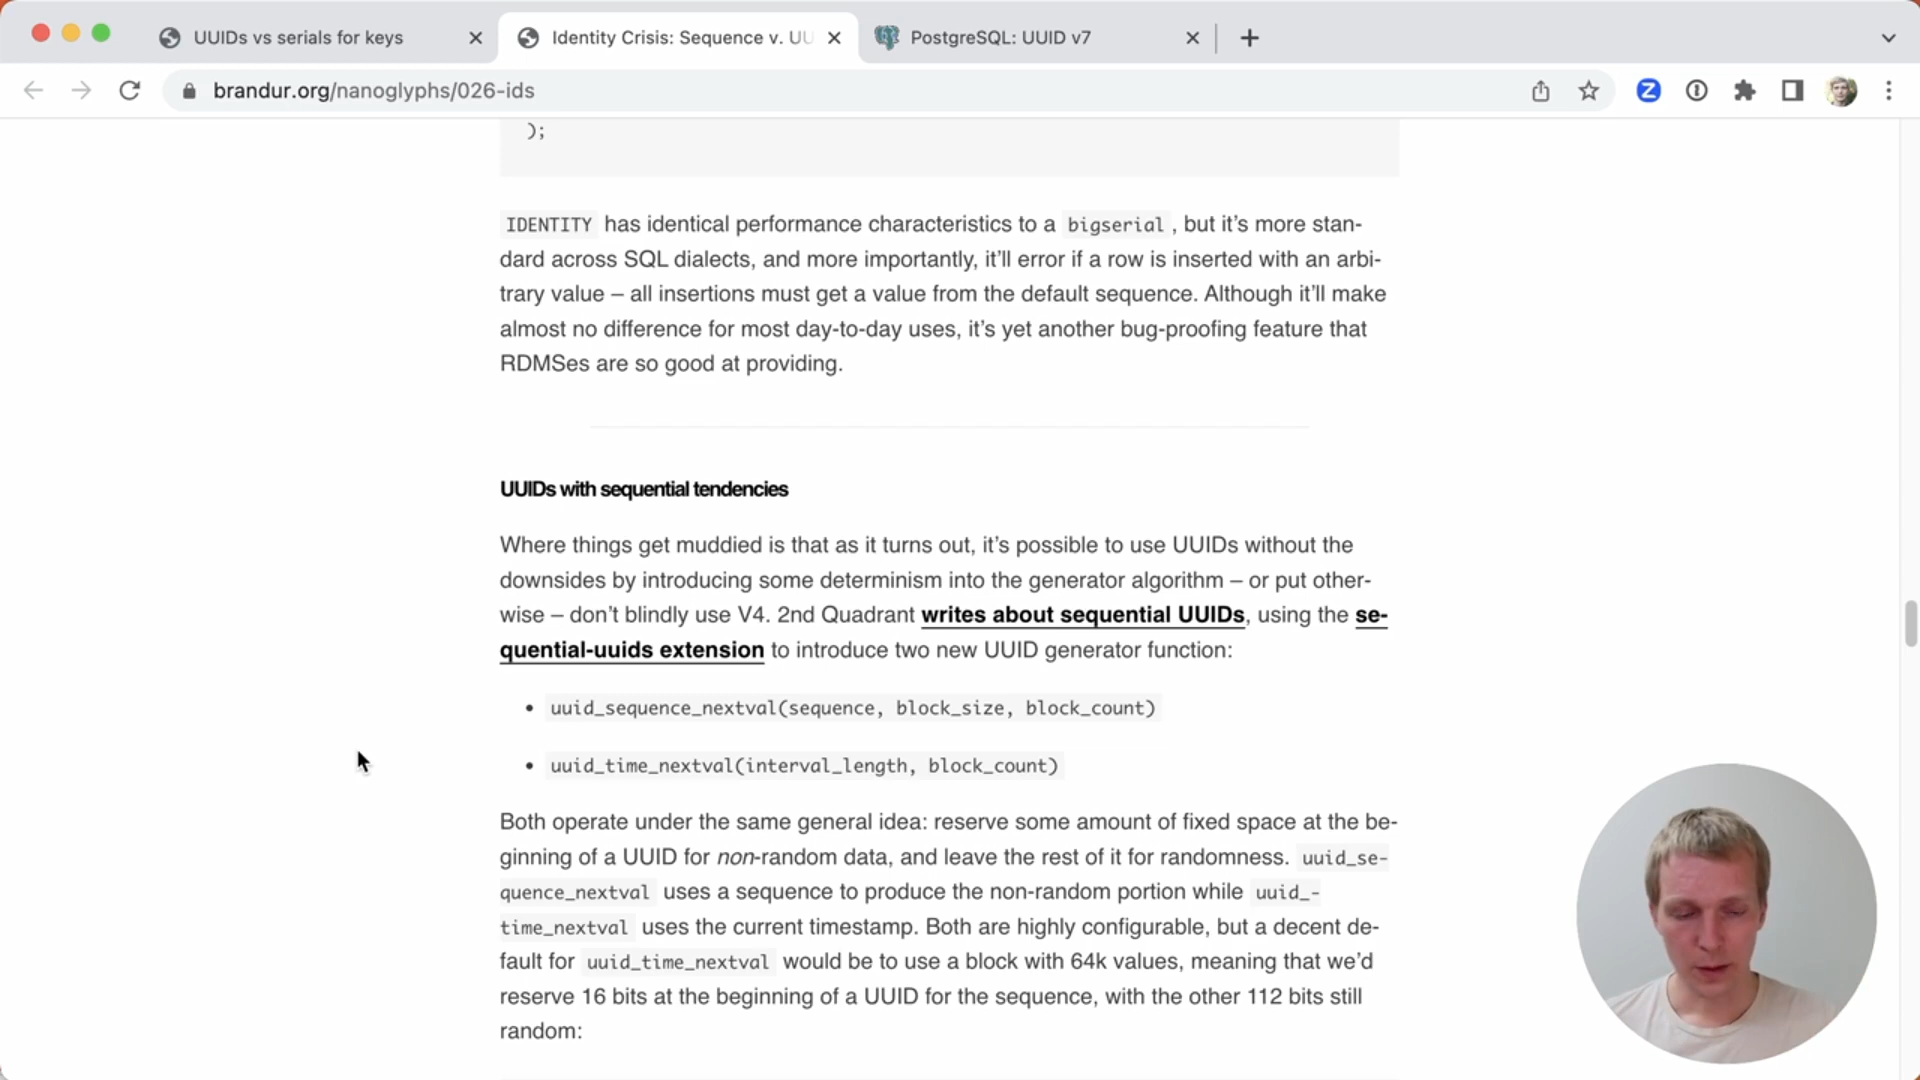 UUIDs vs serials for keys
Identity Crisis: Sequence v. UU
PostgreSQL: UUID v7
brandur.org/nanoglyphs/026-ids
);
IDENTITY has identical performance characteristics to a bigserial , but it’s more stan-
dard across SQL dialects, and more importantly, it’ll error if a row is inserted with an arbi-
trary value – all insertions must get a value from the default sequence. Although it’ll make
almost no difference for most day-to-day uses, it’s yet another bug-proofing feature that
RDMSes are so good at providing.
UUIDs with sequential tendencies
Where things get muddied is that as it turns out, it’s possible to use UUIDs without the
downsides by introducing some determinism into the generator algorithm – or put other-
wise – don’t blindly use V4. 2nd Quadrant writes about sequential UUIDs, using the se-
quential-uuids extension to introduce two new UUID generator function:
• uuid_sequence_nextval(sequence, block_size, block_count)
• uuid_time_nextval(interval_length, block_count)
Both operate under the same general idea: reserve some amount of fixed space at the be-
ginning of a UUID for non-random data, and leave the rest of it for randomness. uuid_se-
quence_nextval uses a sequence to produce the non-random portion while uuid_-
time_nextval uses the current timestamp. Both are highly configurable, but a decent de-
fault for uuid_time_nextval would be to use a block with 64k values, meaning that we’d
reserve 16 bits at the beginning of a UUID for the sequence, with the other 112 bits still
random: